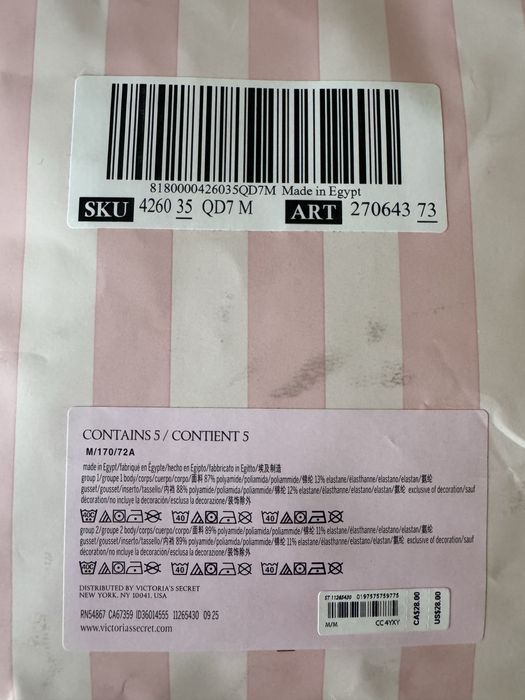 8180000426035QD7M Made in Egypt
SKU 4260 35 QD7 M ART 270643 73
CONTAINS 5 / CONTIENT 5
M/170/72A
made in Egypt/fabriqué en Égypte/hecho en Egipto/fabbricato in Egitto/埃及制造
group 1/groupe 1 body/corps/cuerpo/corpo/面料 87% polyamide/poliamida/poliammide/锦纶 13% elastane/élasthanne/elastano/elastan/氨纶
gusset/gousset/inserto/tassello/内裆 88% polyamide/polyamide/poliamida/poliammide/锦纶 12% elastane/élasthanne/elastano/elastan/氨纶 exclusive of decoration/sauf
décoration/no incluye la decoración/esclusa la decorazione/装饰除外
40 40
group 2/groupe 2 body/corps/cuerpo/corpo/面料 89% polyamide/poliamida/poliammide/锦纶 11% elastane/élasthanne/elastano/elastan/氨纶
gusset/gousset/inserto/tassello/内裆 89% polyamide/polyamide/poliamida/poliammide/锦纶 11% elastane/élasthanne/elastano/elastan/氨纶 exclusive of decoration/sauf
décoration/no incluye la decoración/esclusa la decorazione/装饰除外
40 40
DISTRIBUTED BY VICTORIA'S SECRET
NEW YORK, NY 10041, USA
RN54867 CA67359 ID36014555 11265430 09 25
www.victoriassecret.com
ST 11265430 0197575759775
M/M CC 4YXY
CA$28.00
US$28.00